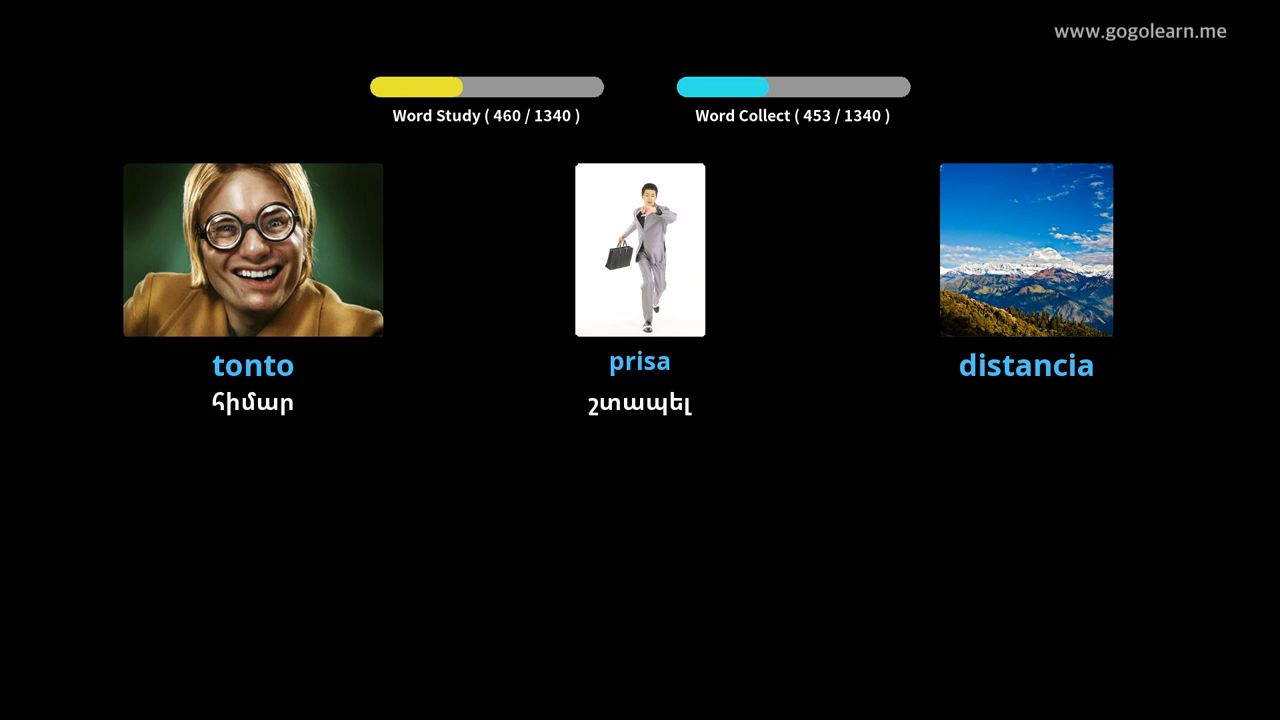 www.gogolearn.me
Word Study ( 460 / 1340 )
Word Collect ( 453 / 1340 )
tonto
հիմար
prisa
շտապել
distancia